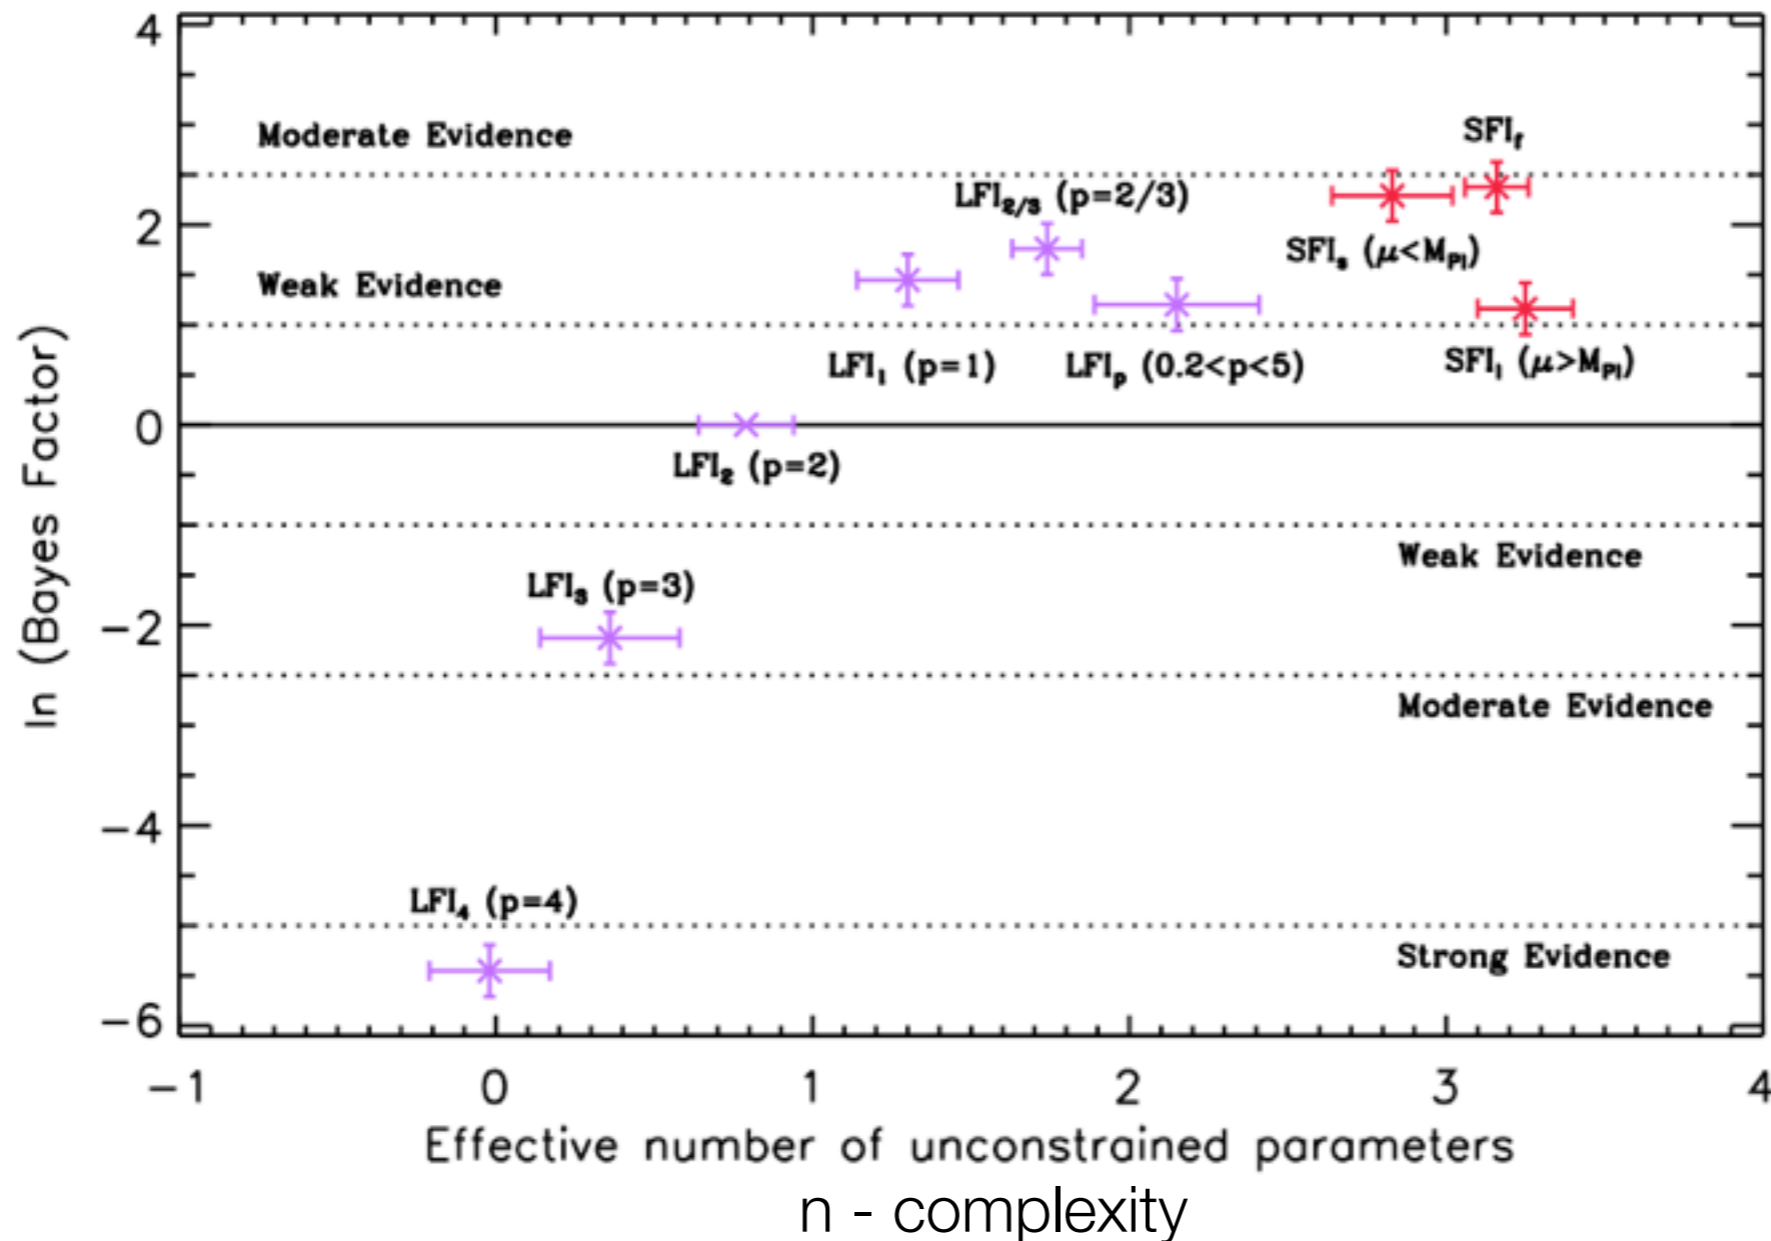 4
Moderate Evidence
SFI_f
LFI_2/3 (p=2/3)
2
SFI_s (μ<M_Pl)
Weak Evidence
LFI_1 (p=1)
LFI_p (0.2<p<5)
SFI_l (μ>M_Pl)
0
LFI_2 (p=2)
Weak Evidence
LFI_3 (p=3)
−2
Moderate Evidence
−4
LFI_4 (p=4)
Strong Evidence
−6
ln (Bayes Factor)
−1 0 1 2 3 4
Effective number of unconstrained parameters
n - complexity